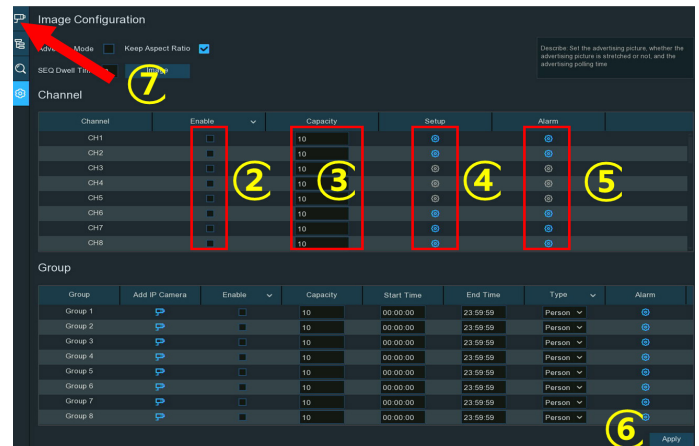 Image Configuration
Mode Keep Aspect Ratio
Describe: Set the advertising picture, whether the
advertising picture is stretched or not, and the
advertising polling time
SEQ Dwell Tim Image
⑦
Channel
Channel Enable Capacity Setup Alarm
CH1 10
CH2 10
CH3 10
CH4 10
CH5 10
CH6 10
CH7 10
CH8 10
② ③ ④ ⑤
Group
Group Add IP Camera Enable Capacity Start Time End Time Type Alarm
Group 1 10 00:00:00 23:59:59 Person
Group 2 10 00:00:00 23:59:59 Person
Group 3 10 00:00:00 23:59:59 Person
Group 4 10 00:00:00 23:59:59 Person
Group 5 10 00:00:00 23:59:59 Person
Group 6 10 00:00:00 23:59:59 Person
Group 7 10 00:00:00 23:59:59 Person
Group 8 10 00:00:00 23:59:59 Person
⑥
Apply